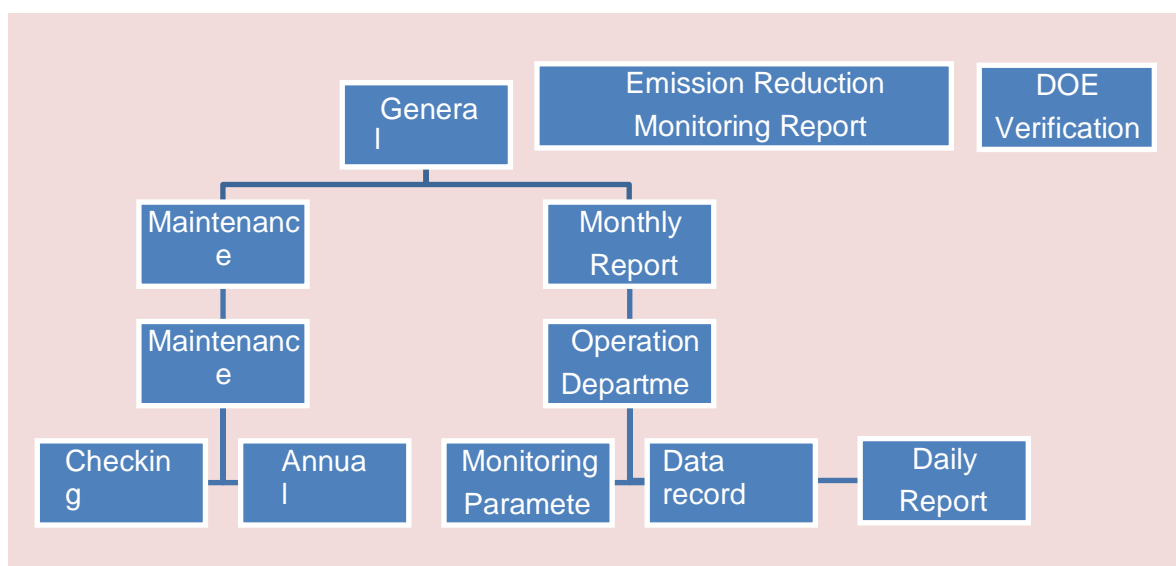 Genera
l
Emission Reduction
Monitoring Report
DOE
Verification
Maintenanc
e
Monthly
Report
Maintenanc
e
Operation
Departme
Checkin
g
Annua
l
Monitoring
Paramete
Data
record
Daily
Report